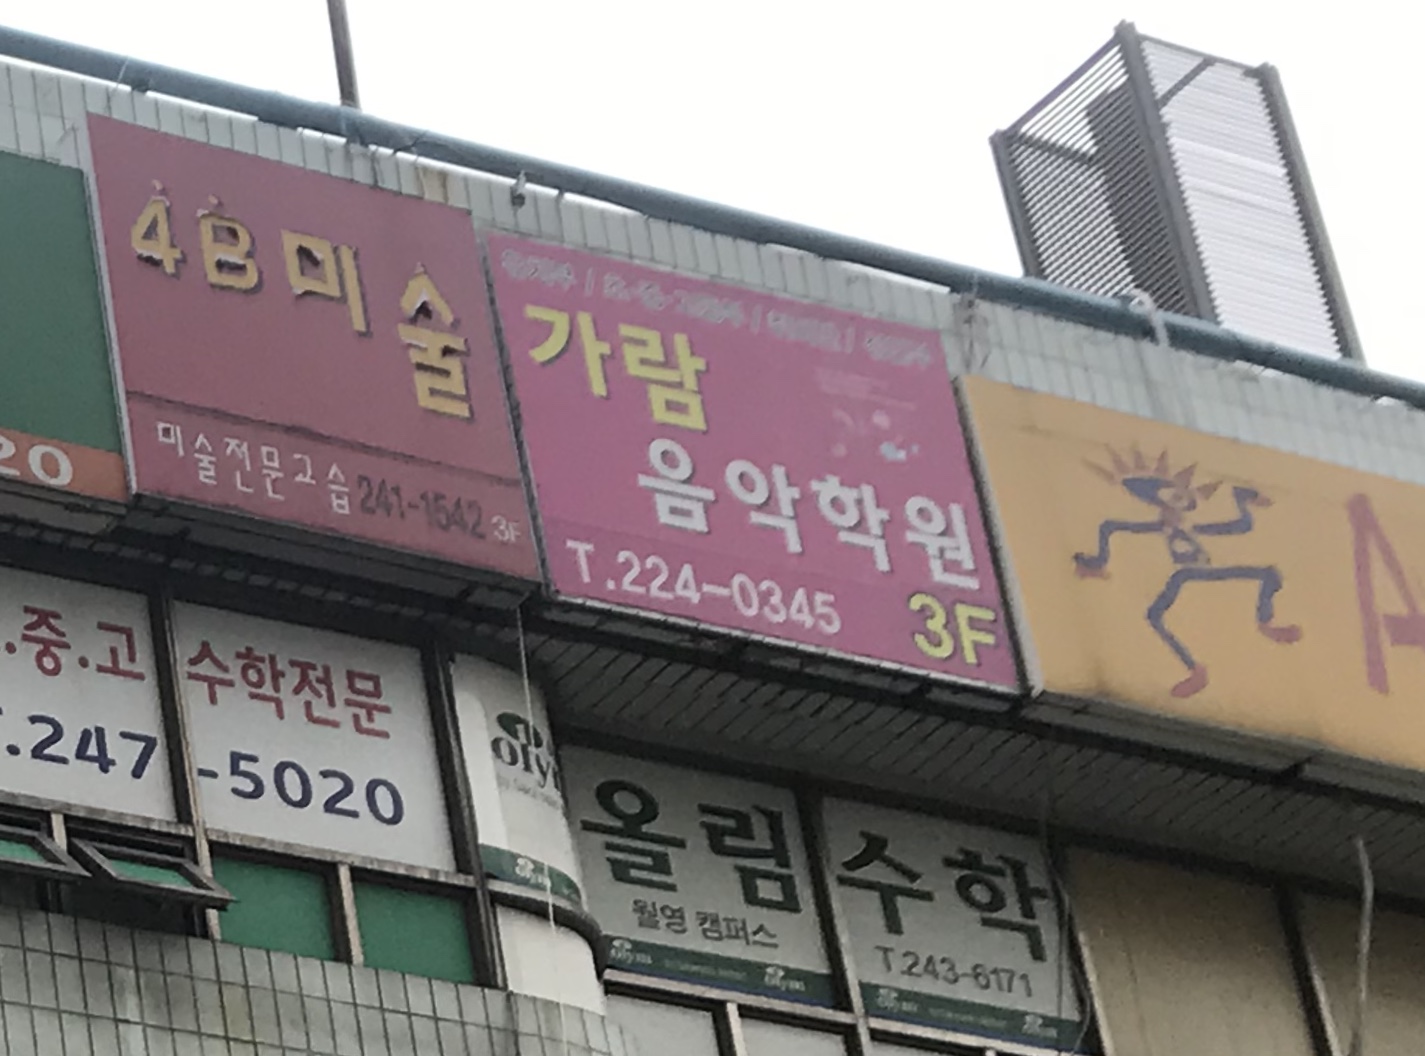 4B미술
미술전문교습 241-1542 3F
가람
음악학원
T.224-0345 3F
20
.중.고 수학전문
.247-5020
올림수학
월영 캠퍼스
T.243-6171
A